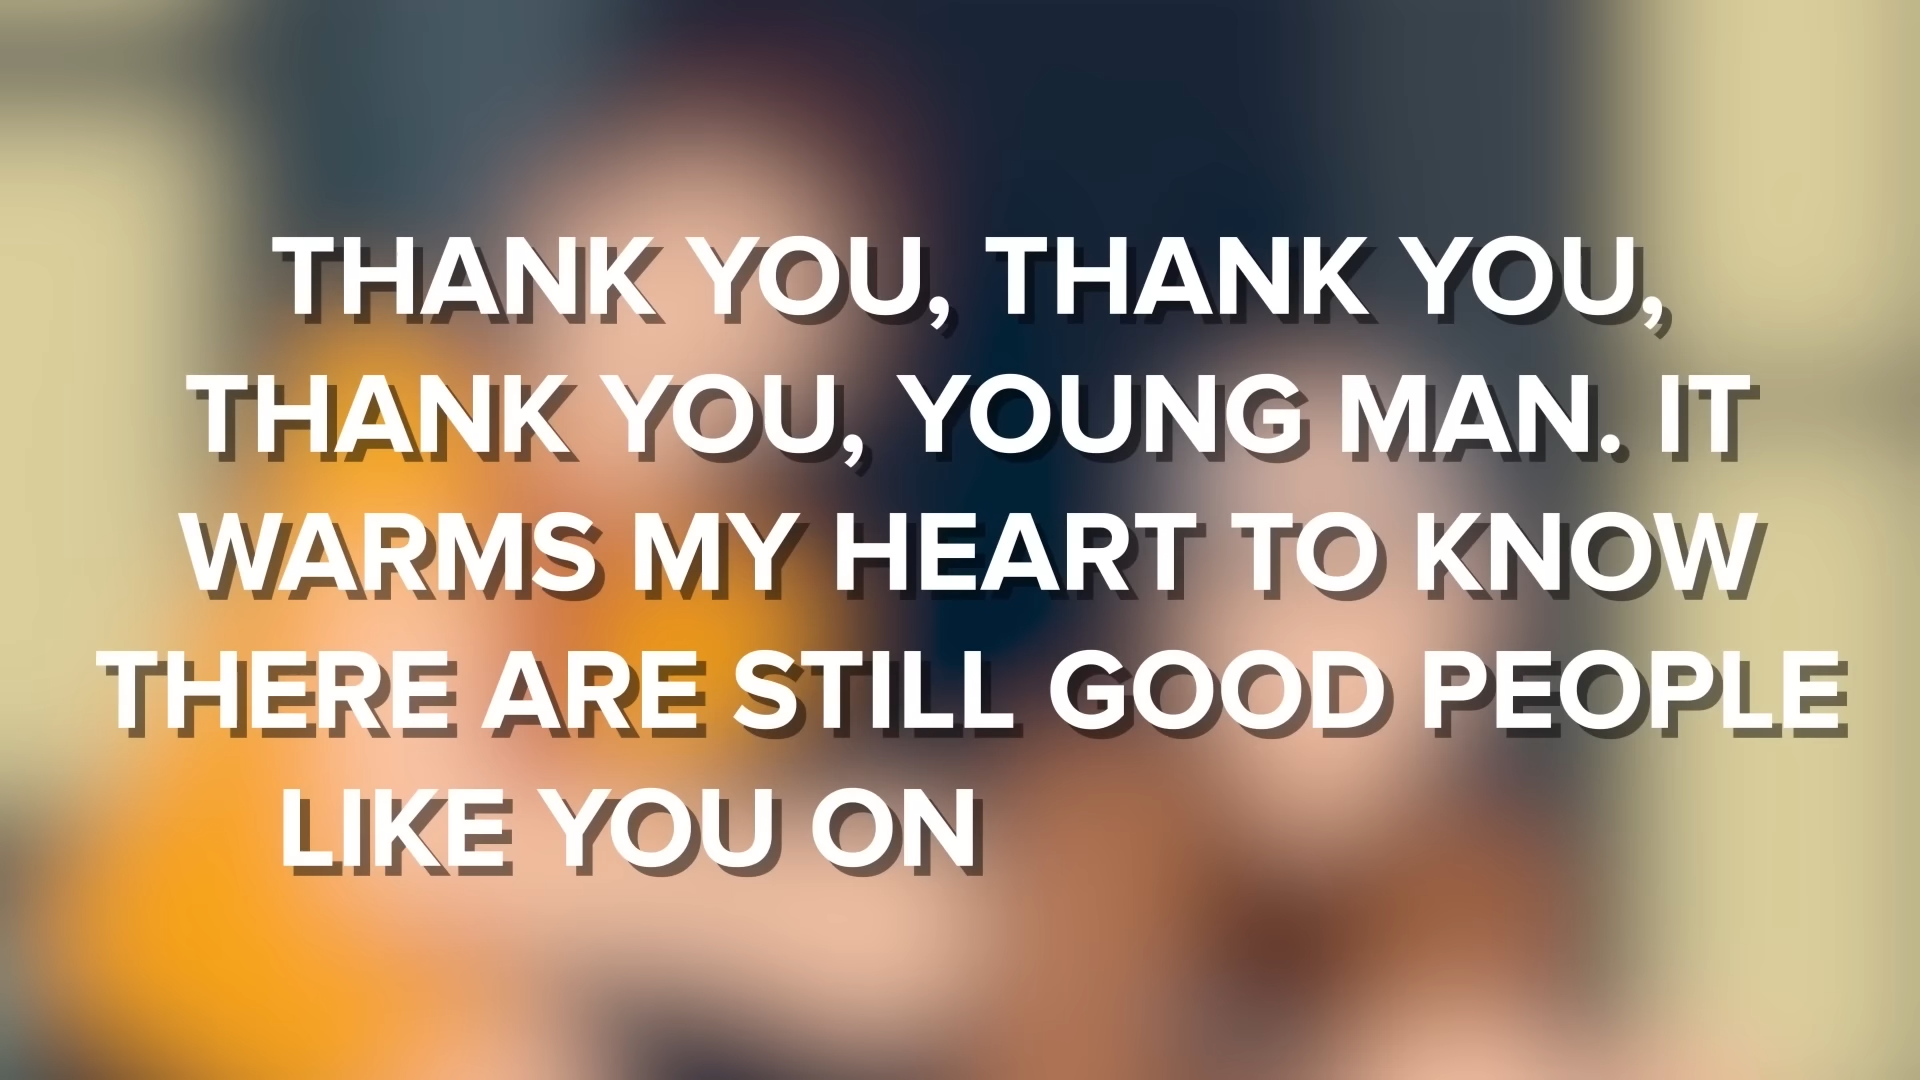 THANK YOU, THANK YOU,
THANK YOU, YOUNG MAN. IT
WARMS MY HEART TO KNOW
THERE ARE STILL GOOD PEOPLE
LIKE YOU ON